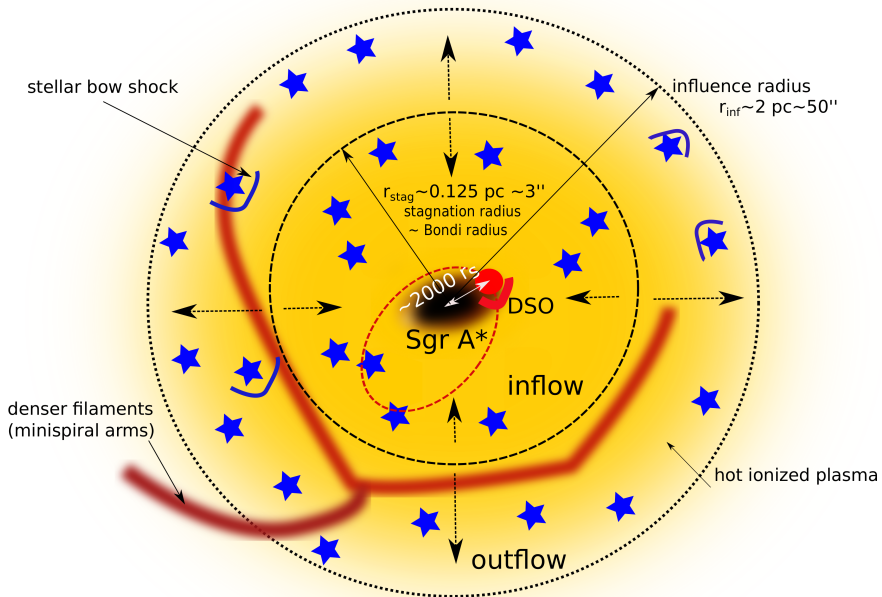 stellar bow shock
influence radius
r_inf~2 pc~50''
r_stag~0.125 pc ~3''
stagnation radius
~ Bondi radius
~2000 rs
DSO
Sgr A*
inflow
denser filaments
(minispiral arms)
hot ionized plasma
outflow